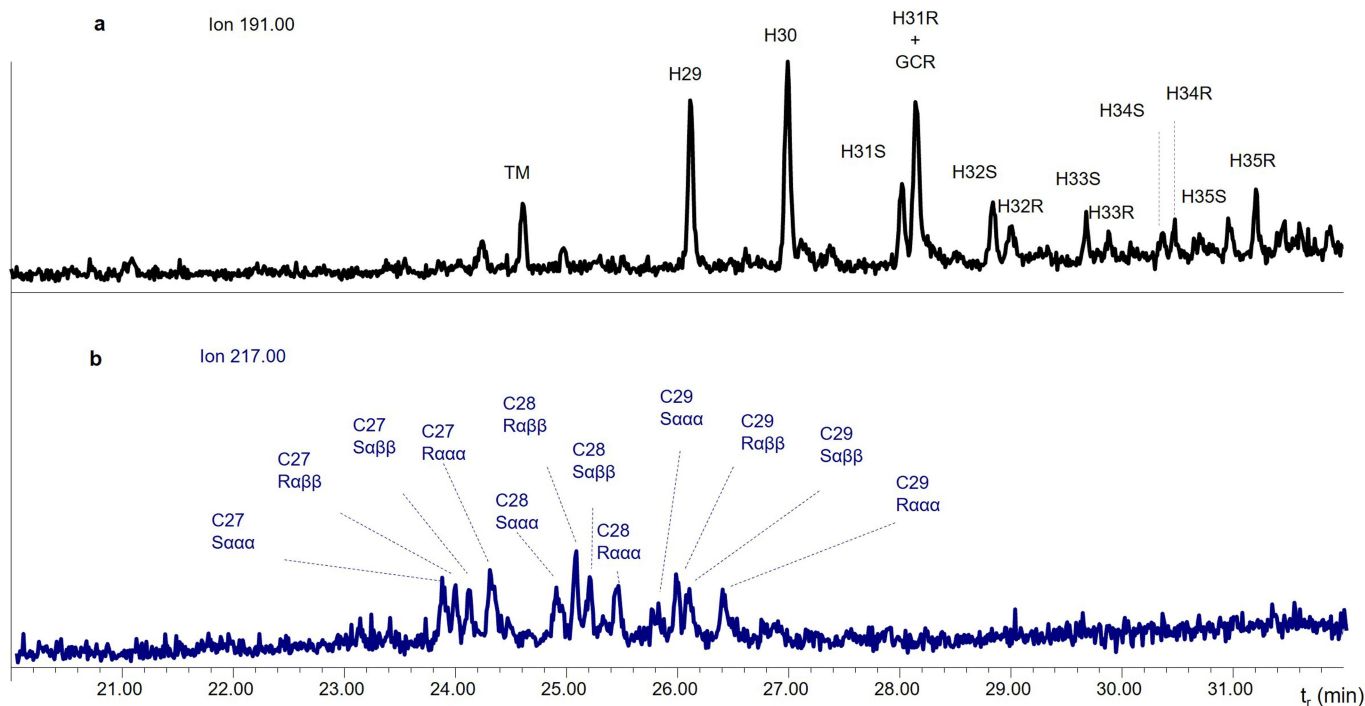 a
Ion 191.00
TM
H29
H30
H31S
H31R
+
GCR
H32S
H32R
H33S
H33R
H34S
H34R
H35S
H35R
b
Ion 217.00
C27
Sααα
C27
Rαββ
C27
Sαββ
C27
Rααα
C28
Sααα
C28
Rαββ
C28
Sαββ
C28
Rααα
C29
Sααα
C29
Rαββ
C29
Sαββ
C29
Rααα
21.00 22.00 23.00 24.00 25.00 26.00 27.00 28.00 29.00 30.00 31.00
tr (min)